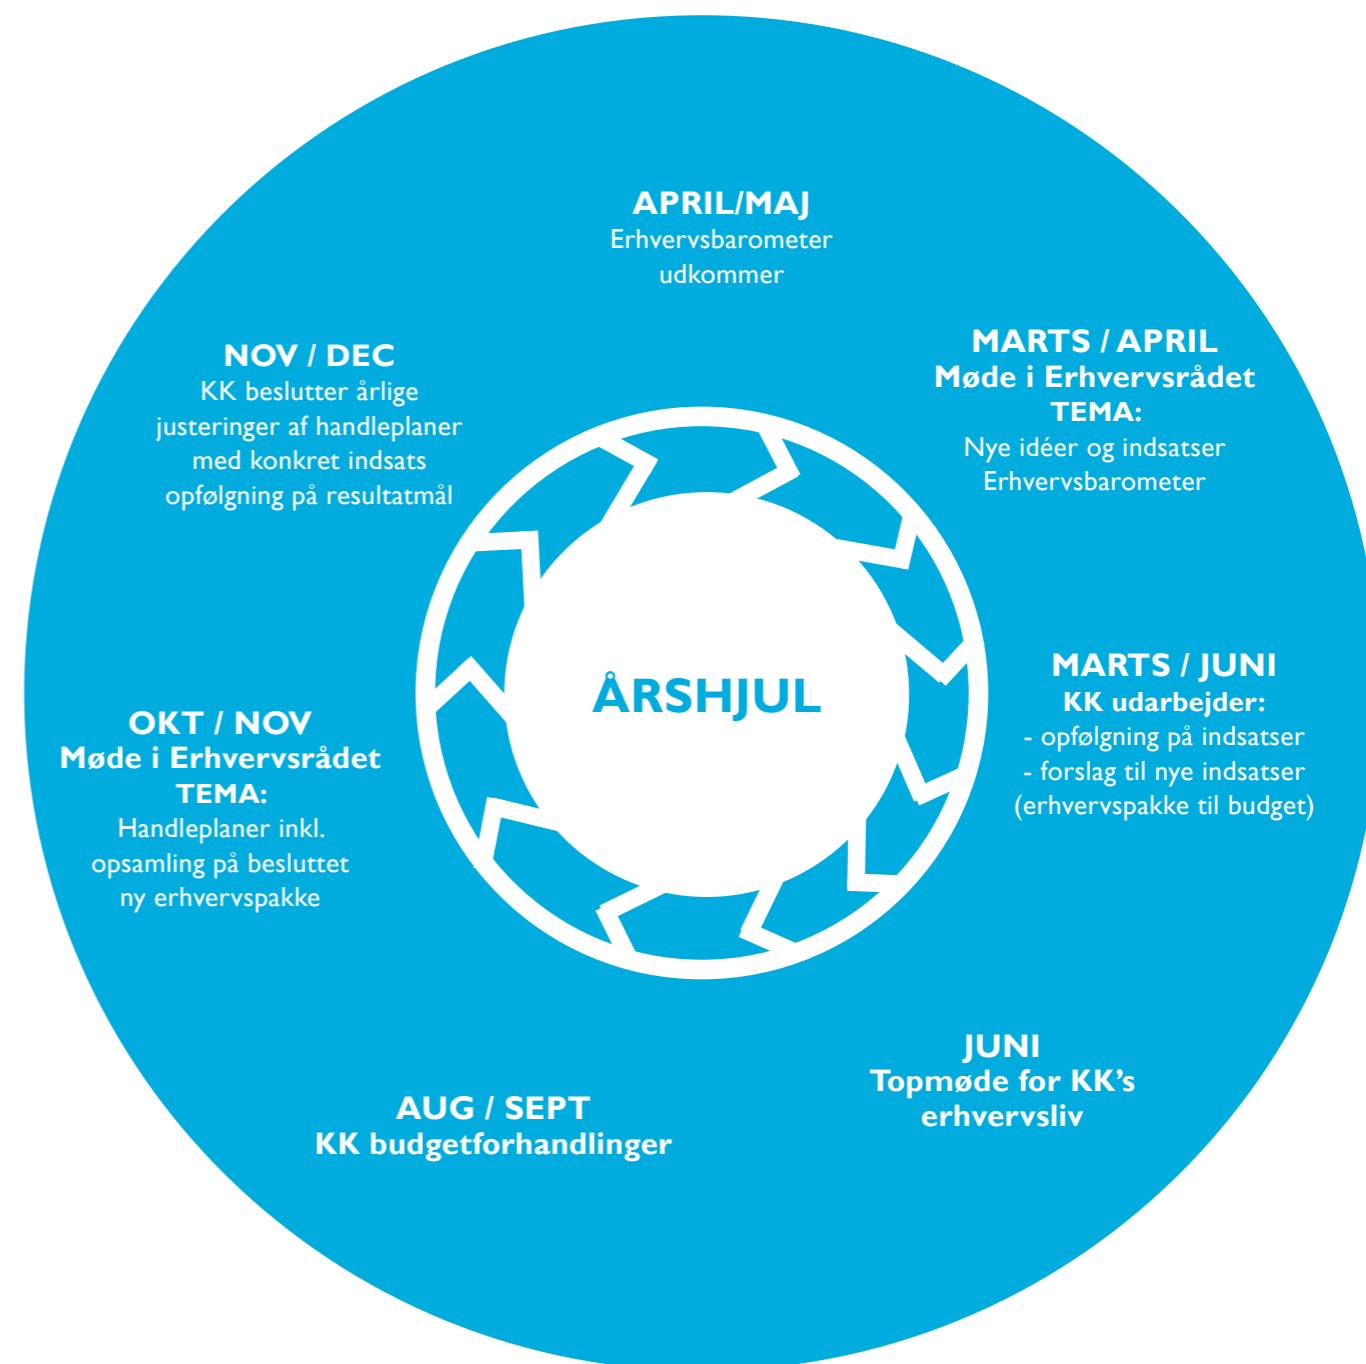 APRIL/MAJ
Erhvervsbarometer
udkommer
MARTS / APRIL
Møde i Erhvervsrådet
TEMA:
Nye idéer og indsatser
Erhvervsbarometer
MARTS / JUNI
KK udarbejder:
- opfølgning på indsatser
- forslag til nye indsatser
(erhvervspakke til budget)
JUNI
Topmøde for KK’s
erhvervsliv
AUG / SEPT
KK budgetforhandlinger
OKT / NOV
Møde i Erhvervsrådet
TEMA:
Handleplaner inkl.
opsamling på besluttet
ny erhvervspakke
NOV / DEC
KK beslutter årlige
justeringer af handleplaner
med konkret indsats
opfølgning på resultatmål
ÅRSHJUL